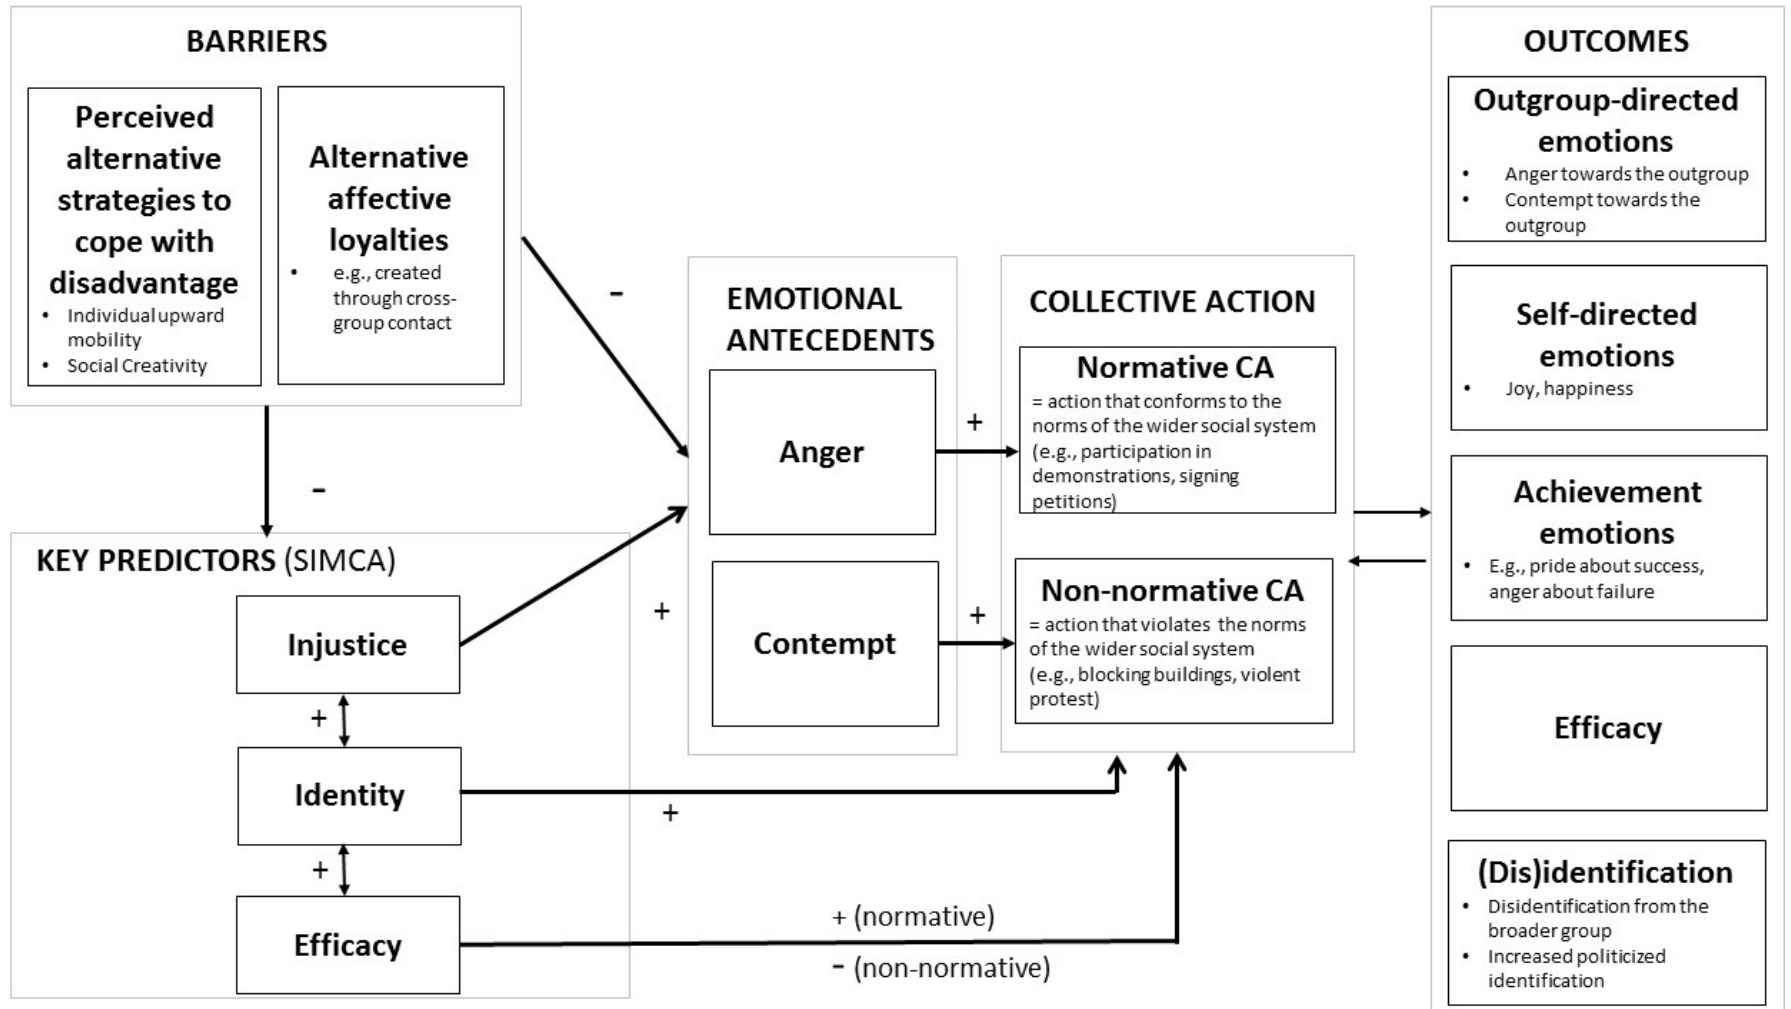 BARRIERS
Perceived
alternative
strategies to
cope with
disadvantage
• Individual upward
mobility
• Social Creativity
Alternative
affective
loyalties
• e.g., created
through cross-
group contact
-
-
KEY PREDICTORS (SIMCA)
Injustice
+
Identity
+
Efficacy
+
+
+ (normative)
- (non-normative)
EMOTIONAL
ANTECEDENTS
Anger
Contempt
+
+
COLLECTIVE ACTION
Normative CA
= action that conforms to the
norms of the wider social system
(e.g., participation in
demonstrations, signing
petitions)
Non-normative CA
= action that violates the norms
of the wider social system
(e.g., blocking buildings, violent
protest)
OUTCOMES
Outgroup-directed
emotions
• Anger towards the outgroup
• Contempt towards the
outgroup
Self-directed
emotions
• Joy, happiness
Achievement
emotions
• E.g., pride about success,
anger about failure
Efficacy
(Dis)identification
• Disidentification from the
broader group
• Increased politicized
identification